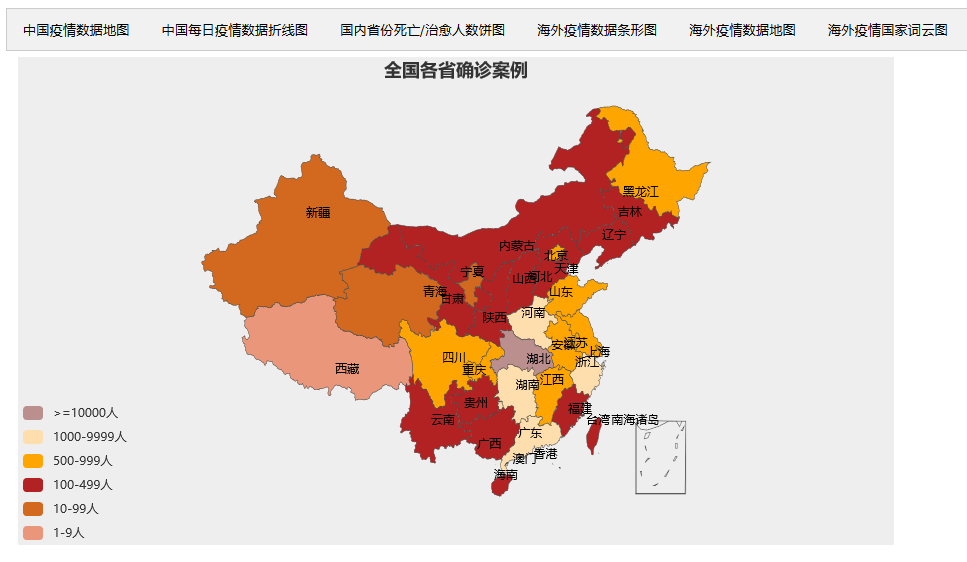 中国疫情数据地图 中国每日疫情数据折线图 国内省份死亡/治愈人数饼图 海外疫情数据条形图 海外疫情数据地图 海外疫情国家词云图
全国各省确诊案例
黑龙江
新疆
吉林
辽宁
内蒙古
北京
天津
宁夏
山西
河北
青海
山东
甘肃
河南
陕西
江苏
安徽
上海
四川
湖北
浙江
重庆
西藏
江西
湖南
贵州
福建
云南
台湾
南海诸岛
广东
广西
香港
澳门
海南
>=10000人
1000-9999人
500-999人
100-499人
10-99人
1-9人